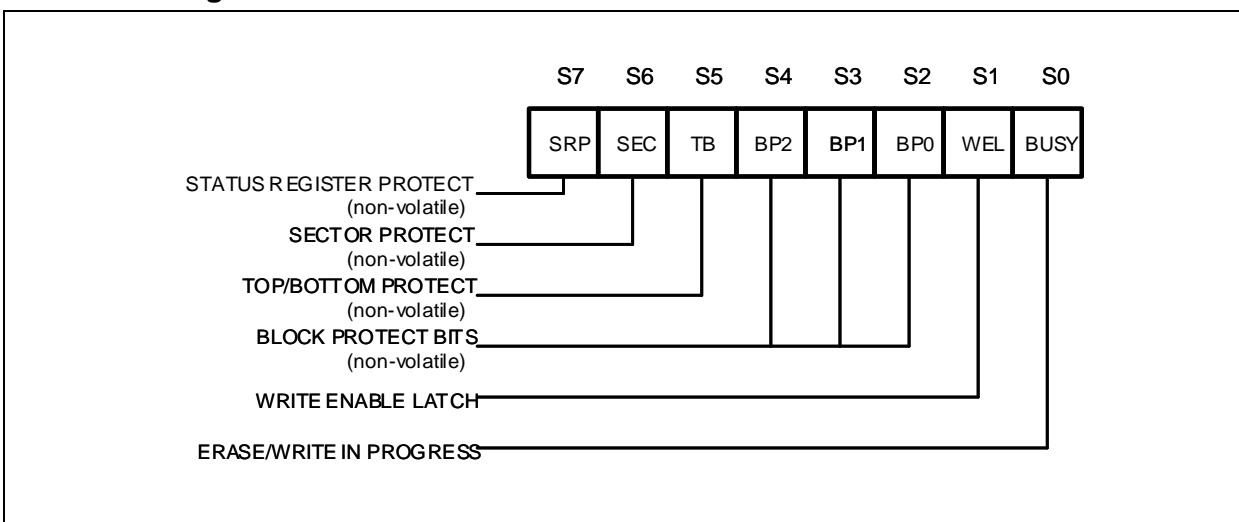 S7 S6 S5 S4 S3 S2 S1 S0
SRP SEC TB BP2 BP1 BP0 WEL BUSY
STATUS REGISTER PROTECT
(non-volatile)
SECTOR PROTECT
(non-volatile)
TOP/BOTTOM PROTECT
(non-volatile)
BLOCK PROTECT BITS
(non-volatile)
WRITE ENABLE LATCH
ERASE/WRITE IN PROGRESS